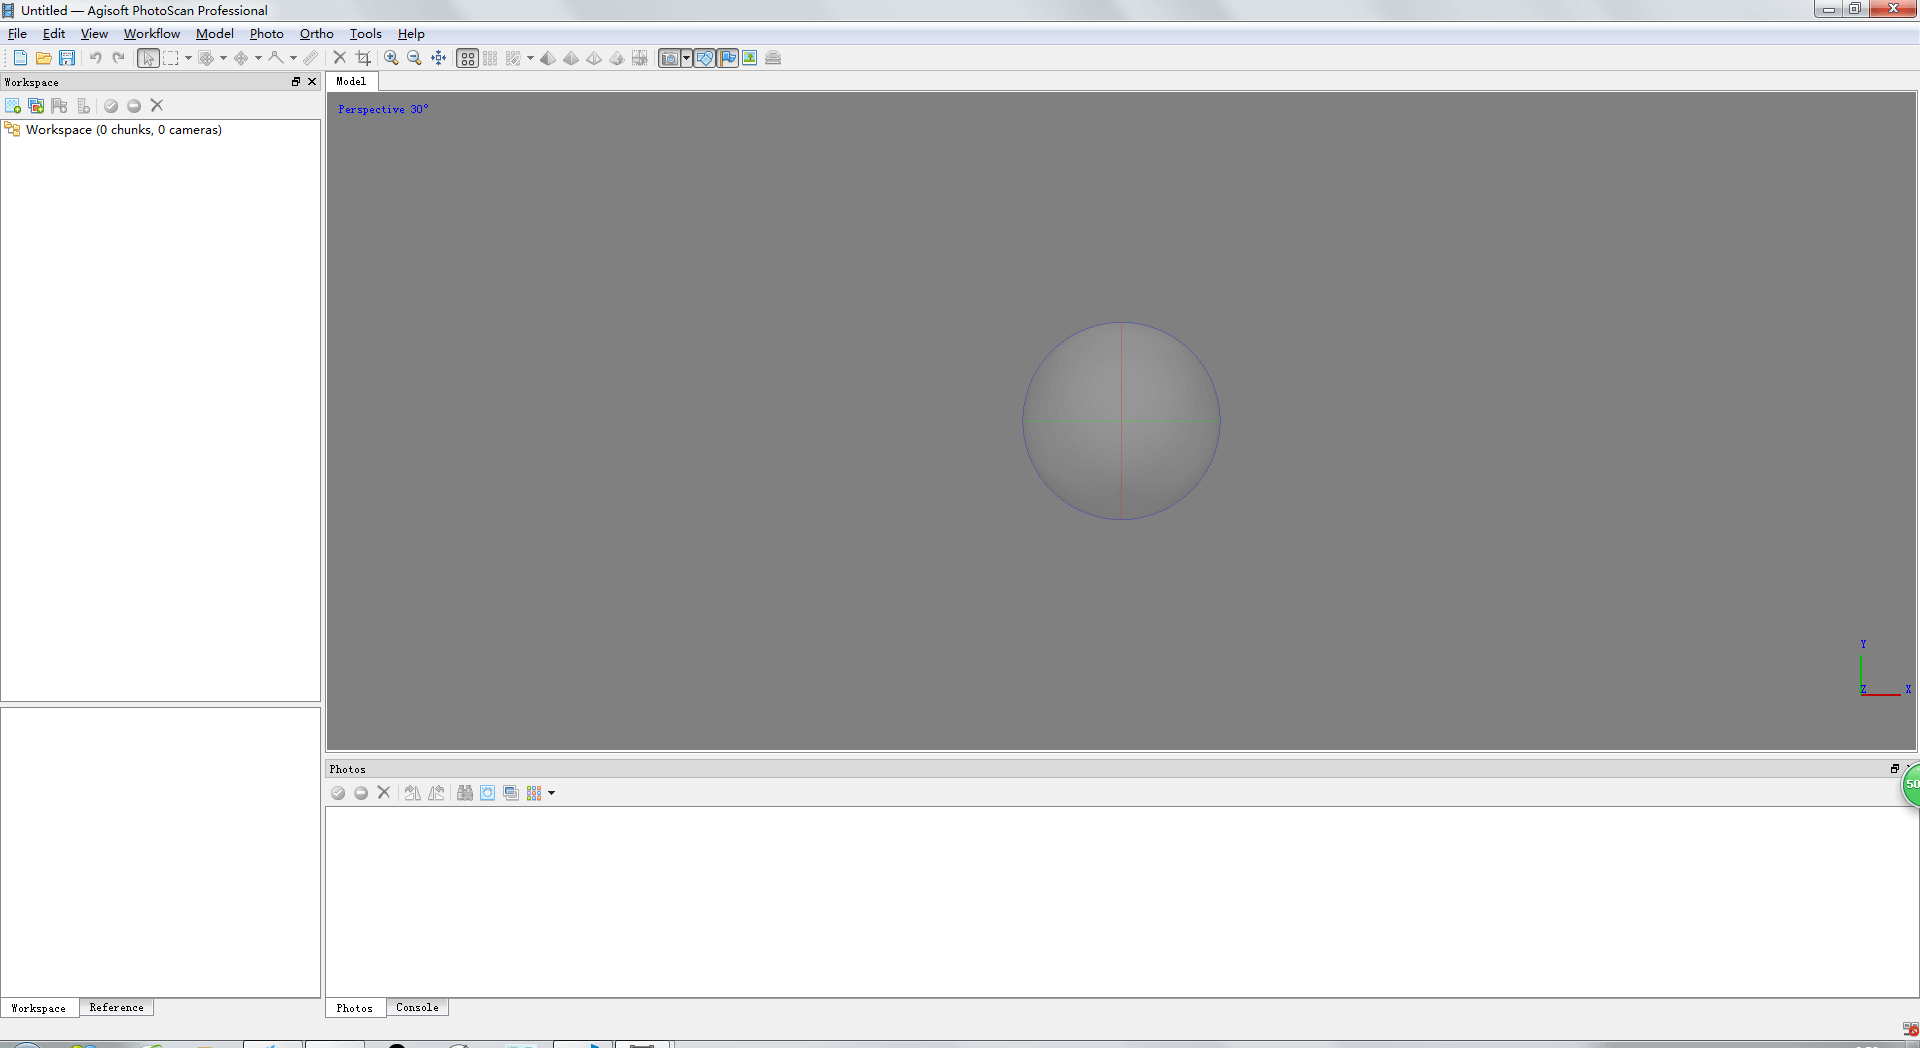 Untitled — Agisoft PhotoScan Professional
File Edit View Workflow Model Photo Ortho Tools Help
Workspace
Model
Perspective 30°
Workspace (0 chunks, 0 cameras)
Y
Z X
Photos
50
Workspace Reference
Photos Console